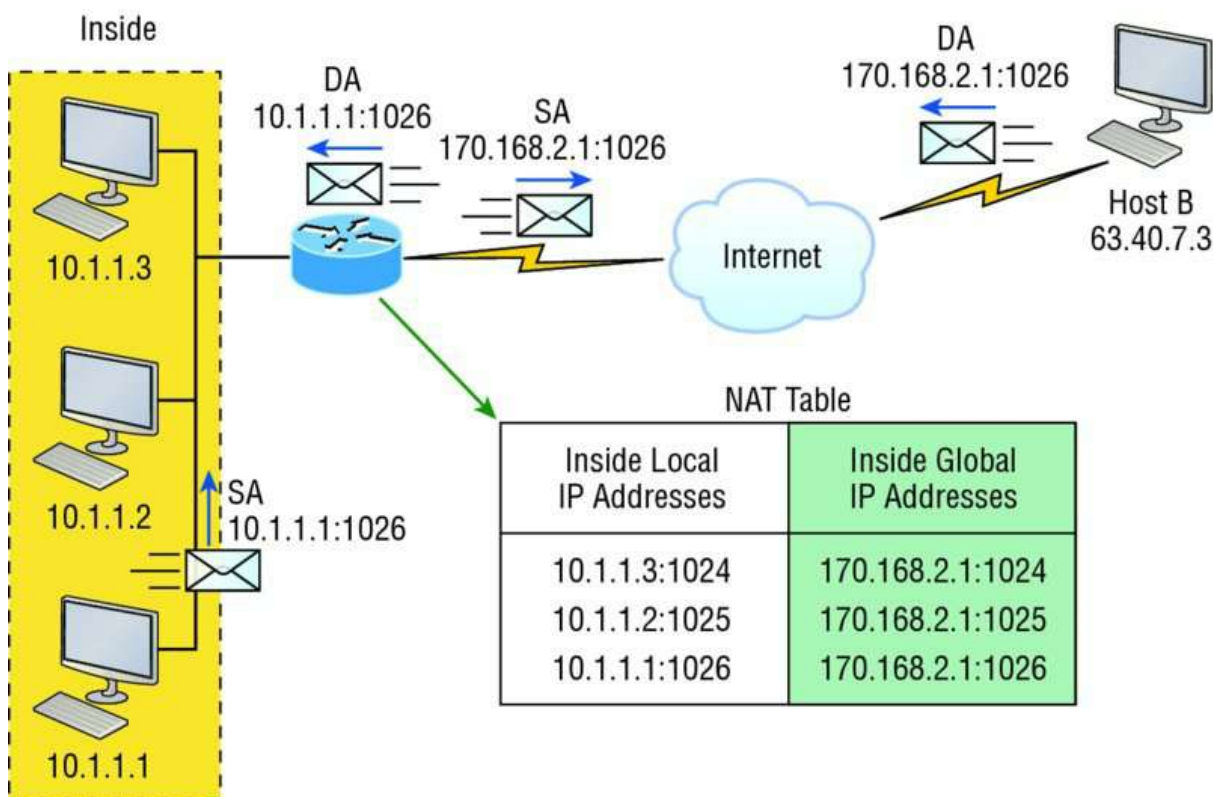 Inside
DA
10.1.1.1:1026
SA
170.168.2.1:1026
DA
170.168.2.1:1026
Host B
63.40.7.3
Internet
10.1.1.3
10.1.1.2
SA
10.1.1.1:1026
10.1.1.1
NAT Table
Inside Local
IP Addresses
Inside Global
IP Addresses
10.1.1.3:1024
170.168.2.1:1024
10.1.1.2:1025
170.168.2.1:1025
10.1.1.1:1026
170.168.2.1:1026